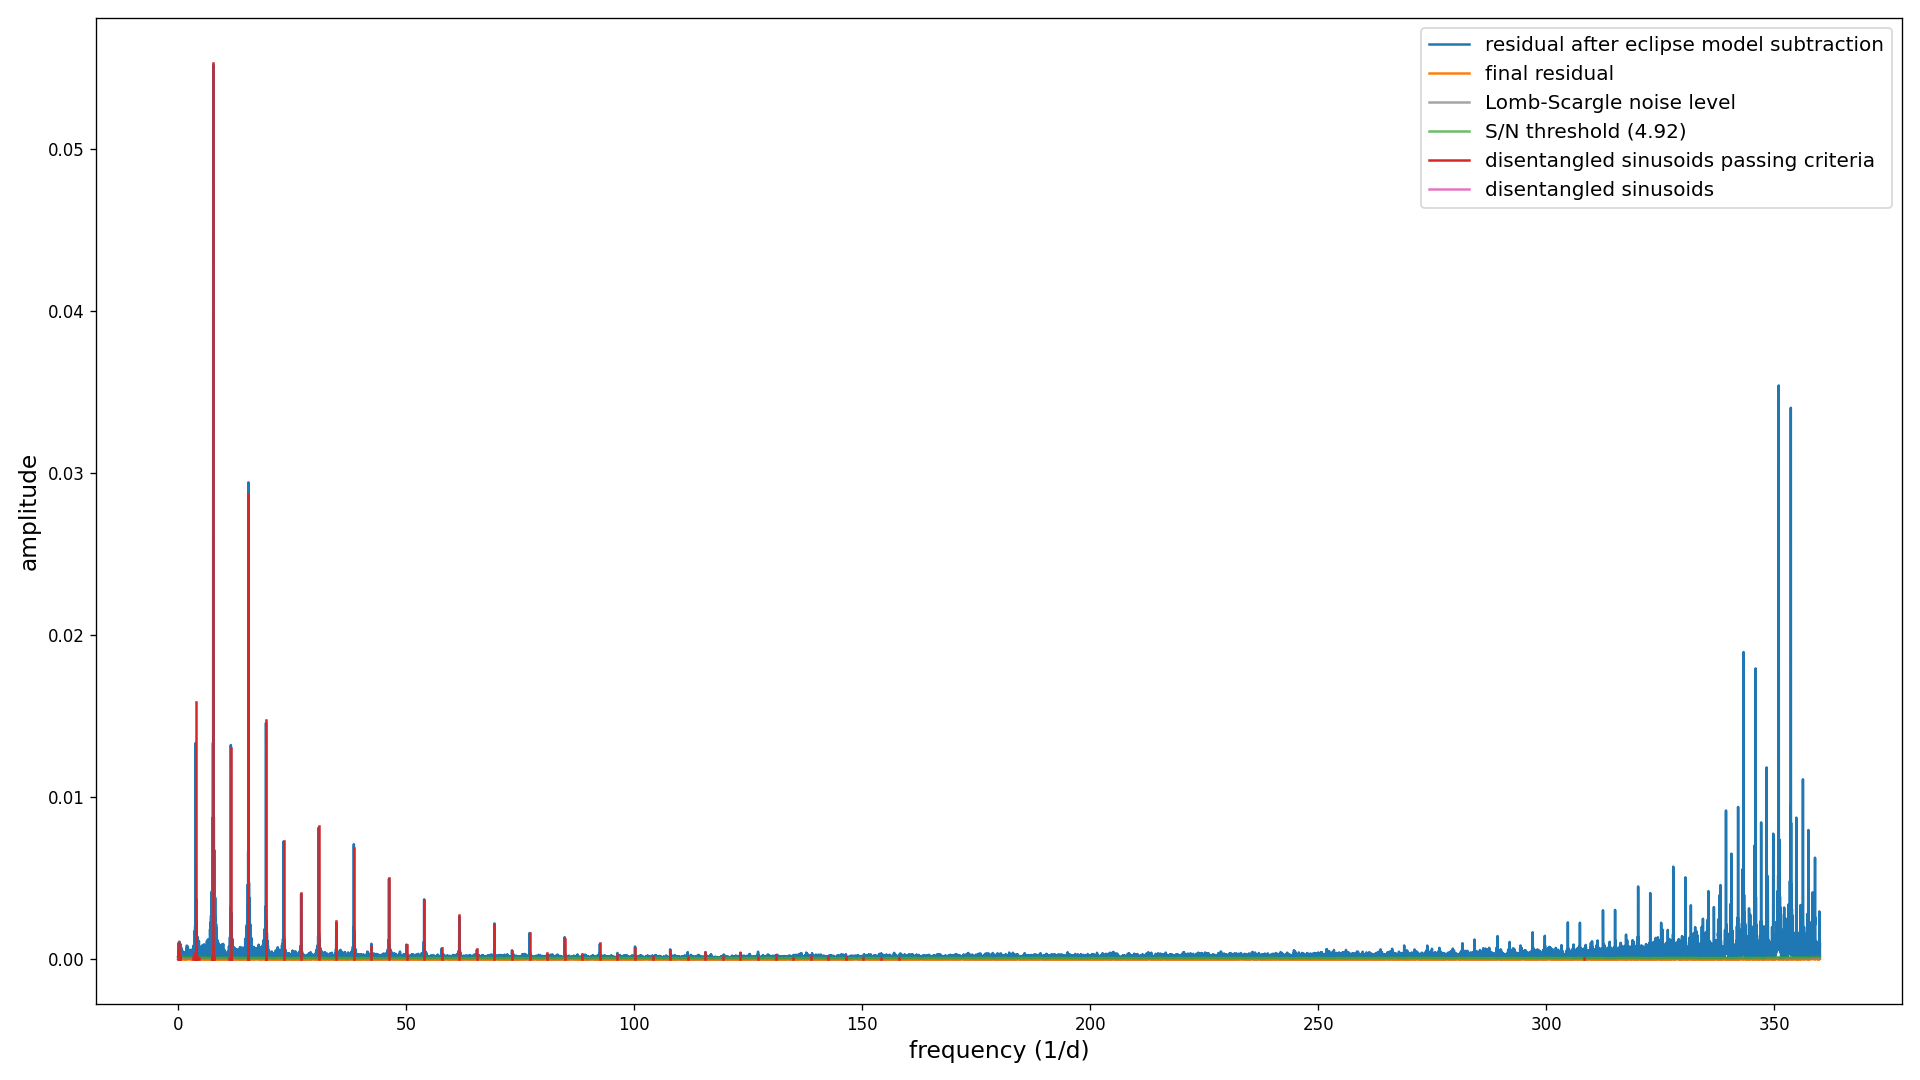 residual after eclipse model subtraction
final residual
Lomb-Scargle noise level
S/N threshold (4.92)
disentangled sinusoids passing criteria
disentangled sinusoids
amplitude
0.05
0.04
0.03
0.02
0.01
0.00
0 50 100 150 200 250 300 350
frequency (1/d)